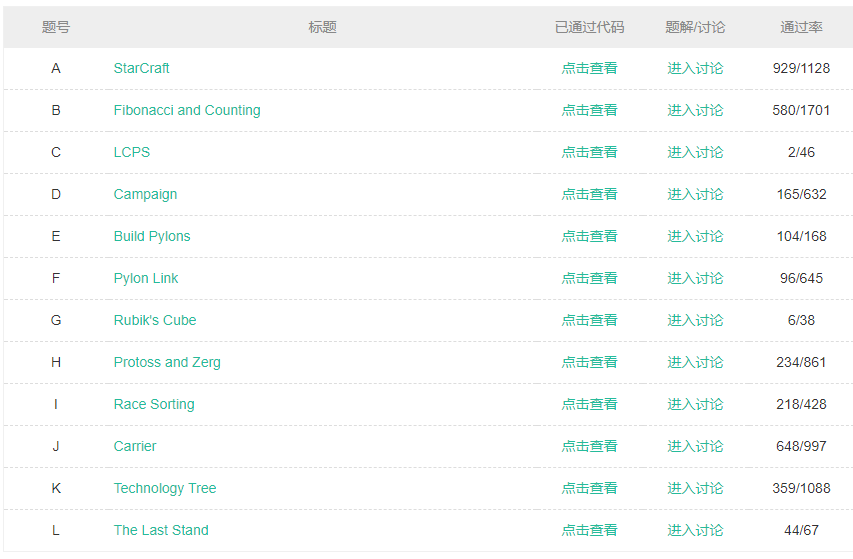 题号 标题 已通过代码 题解/讨论 通过率
A StarCraft 点击查看 进入讨论 929/1128
B Fibonacci and Counting 点击查看 进入讨论 580/1701
C LCPS 点击查看 进入讨论 2/46
D Campaign 点击查看 进入讨论 165/632
E Build Pylons 点击查看 进入讨论 104/168
F Pylon Link 点击查看 进入讨论 96/645
G Rubik's Cube 点击查看 进入讨论 6/38
H Protoss and Zerg 点击查看 进入讨论 234/861
I Race Sorting 点击查看 进入讨论 218/428
J Carrier 点击查看 进入讨论 648/997
K Technology Tree 点击查看 进入讨论 359/1088
L The Last Stand 点击查看 进入讨论 44/67